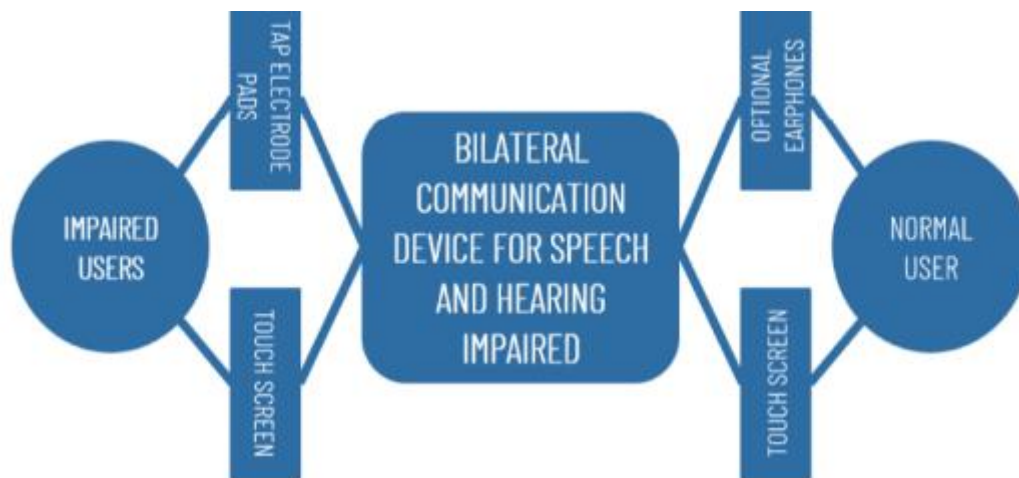 IMPAIRED
USERS
TAP ELECTRODE
PADS
TOUCH SCREEN
BILATERAL
COMMUNICATION
DEVICE FOR SPEECH
AND HEARING
IMPAIRED
OPTIONAL
EARPHONES
TOUCH SCREEN
NORMAL
USER